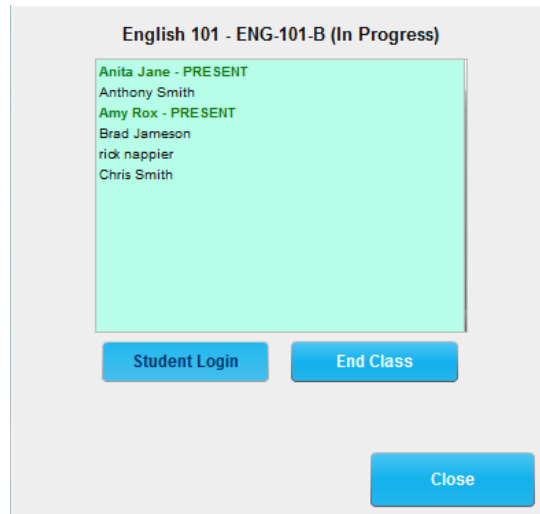 English 101 - ENG-101-B (In Progress)
Anita Jane - PRESENT
Anthony Smith
Amy Rox - PRESENT
Brad Jameson
rick nappier
Chris Smith
Student Login
End Class
Close